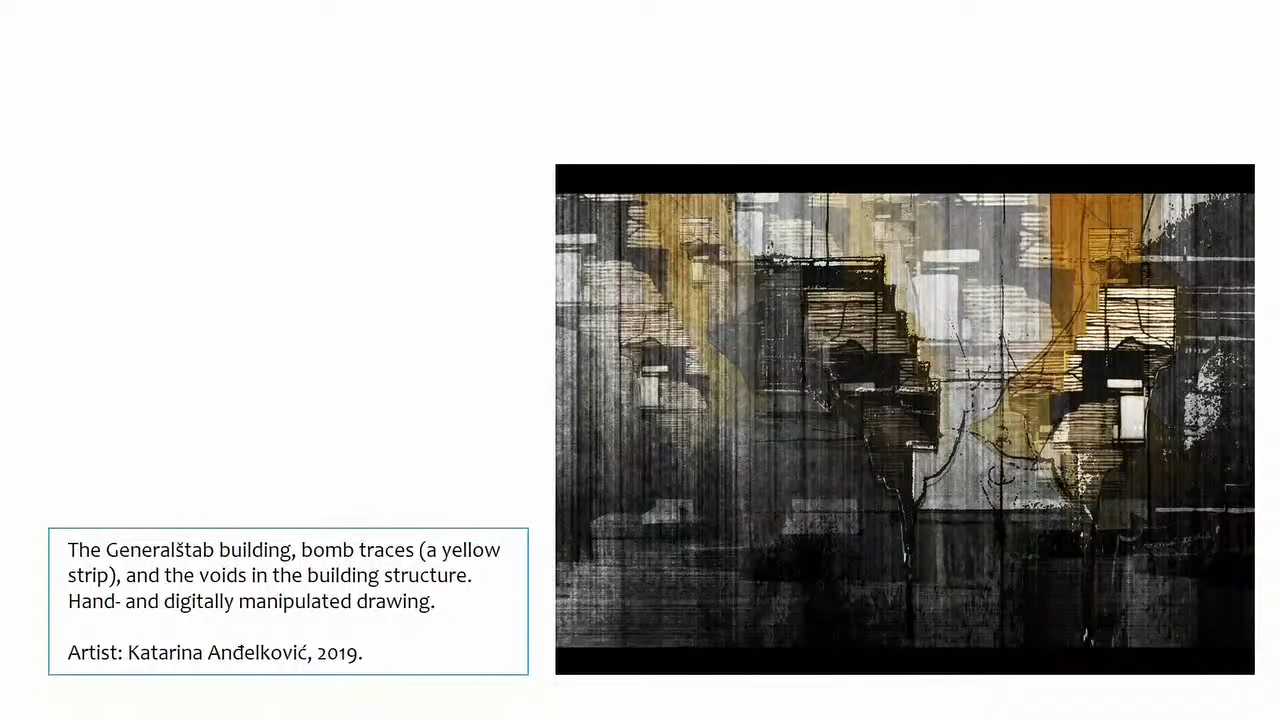 The Generalštab building, bomb traces (a yellow
strip), and the voids in the building structure.
Hand- and digitally manipulated drawing.
Artist: Katarina Anđelković, 2019.